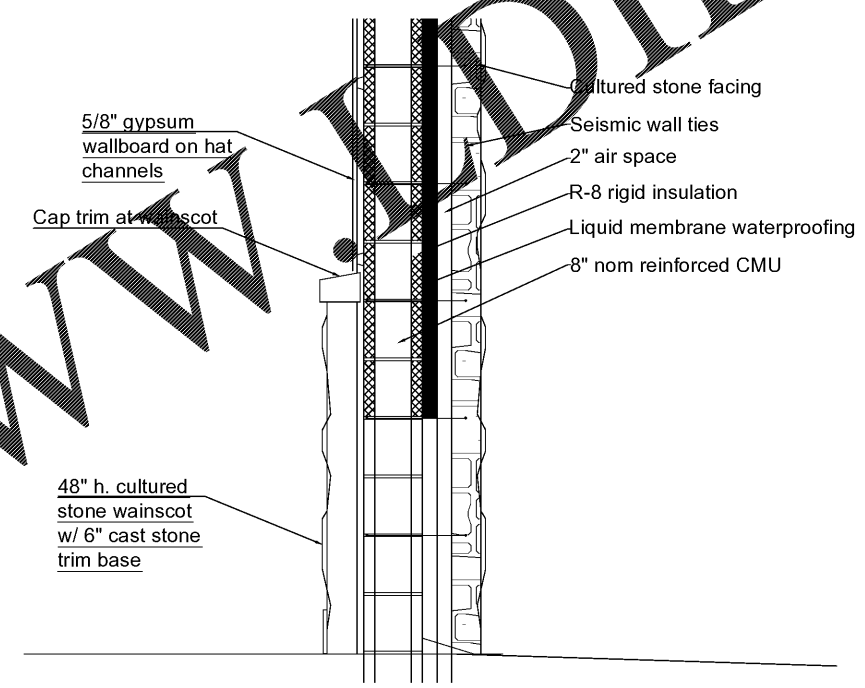 Cultured stone facing
5/8" gypsum
wallboard on hat
channels
Seismic wall ties
2" air space
R-8 rigid insulation
Cap trim at wainscot
Liquid membrane waterproofing
8" nom reinforced CMU
48" h. cultured
stone wainscot
w/ 6" cast stone
trim base